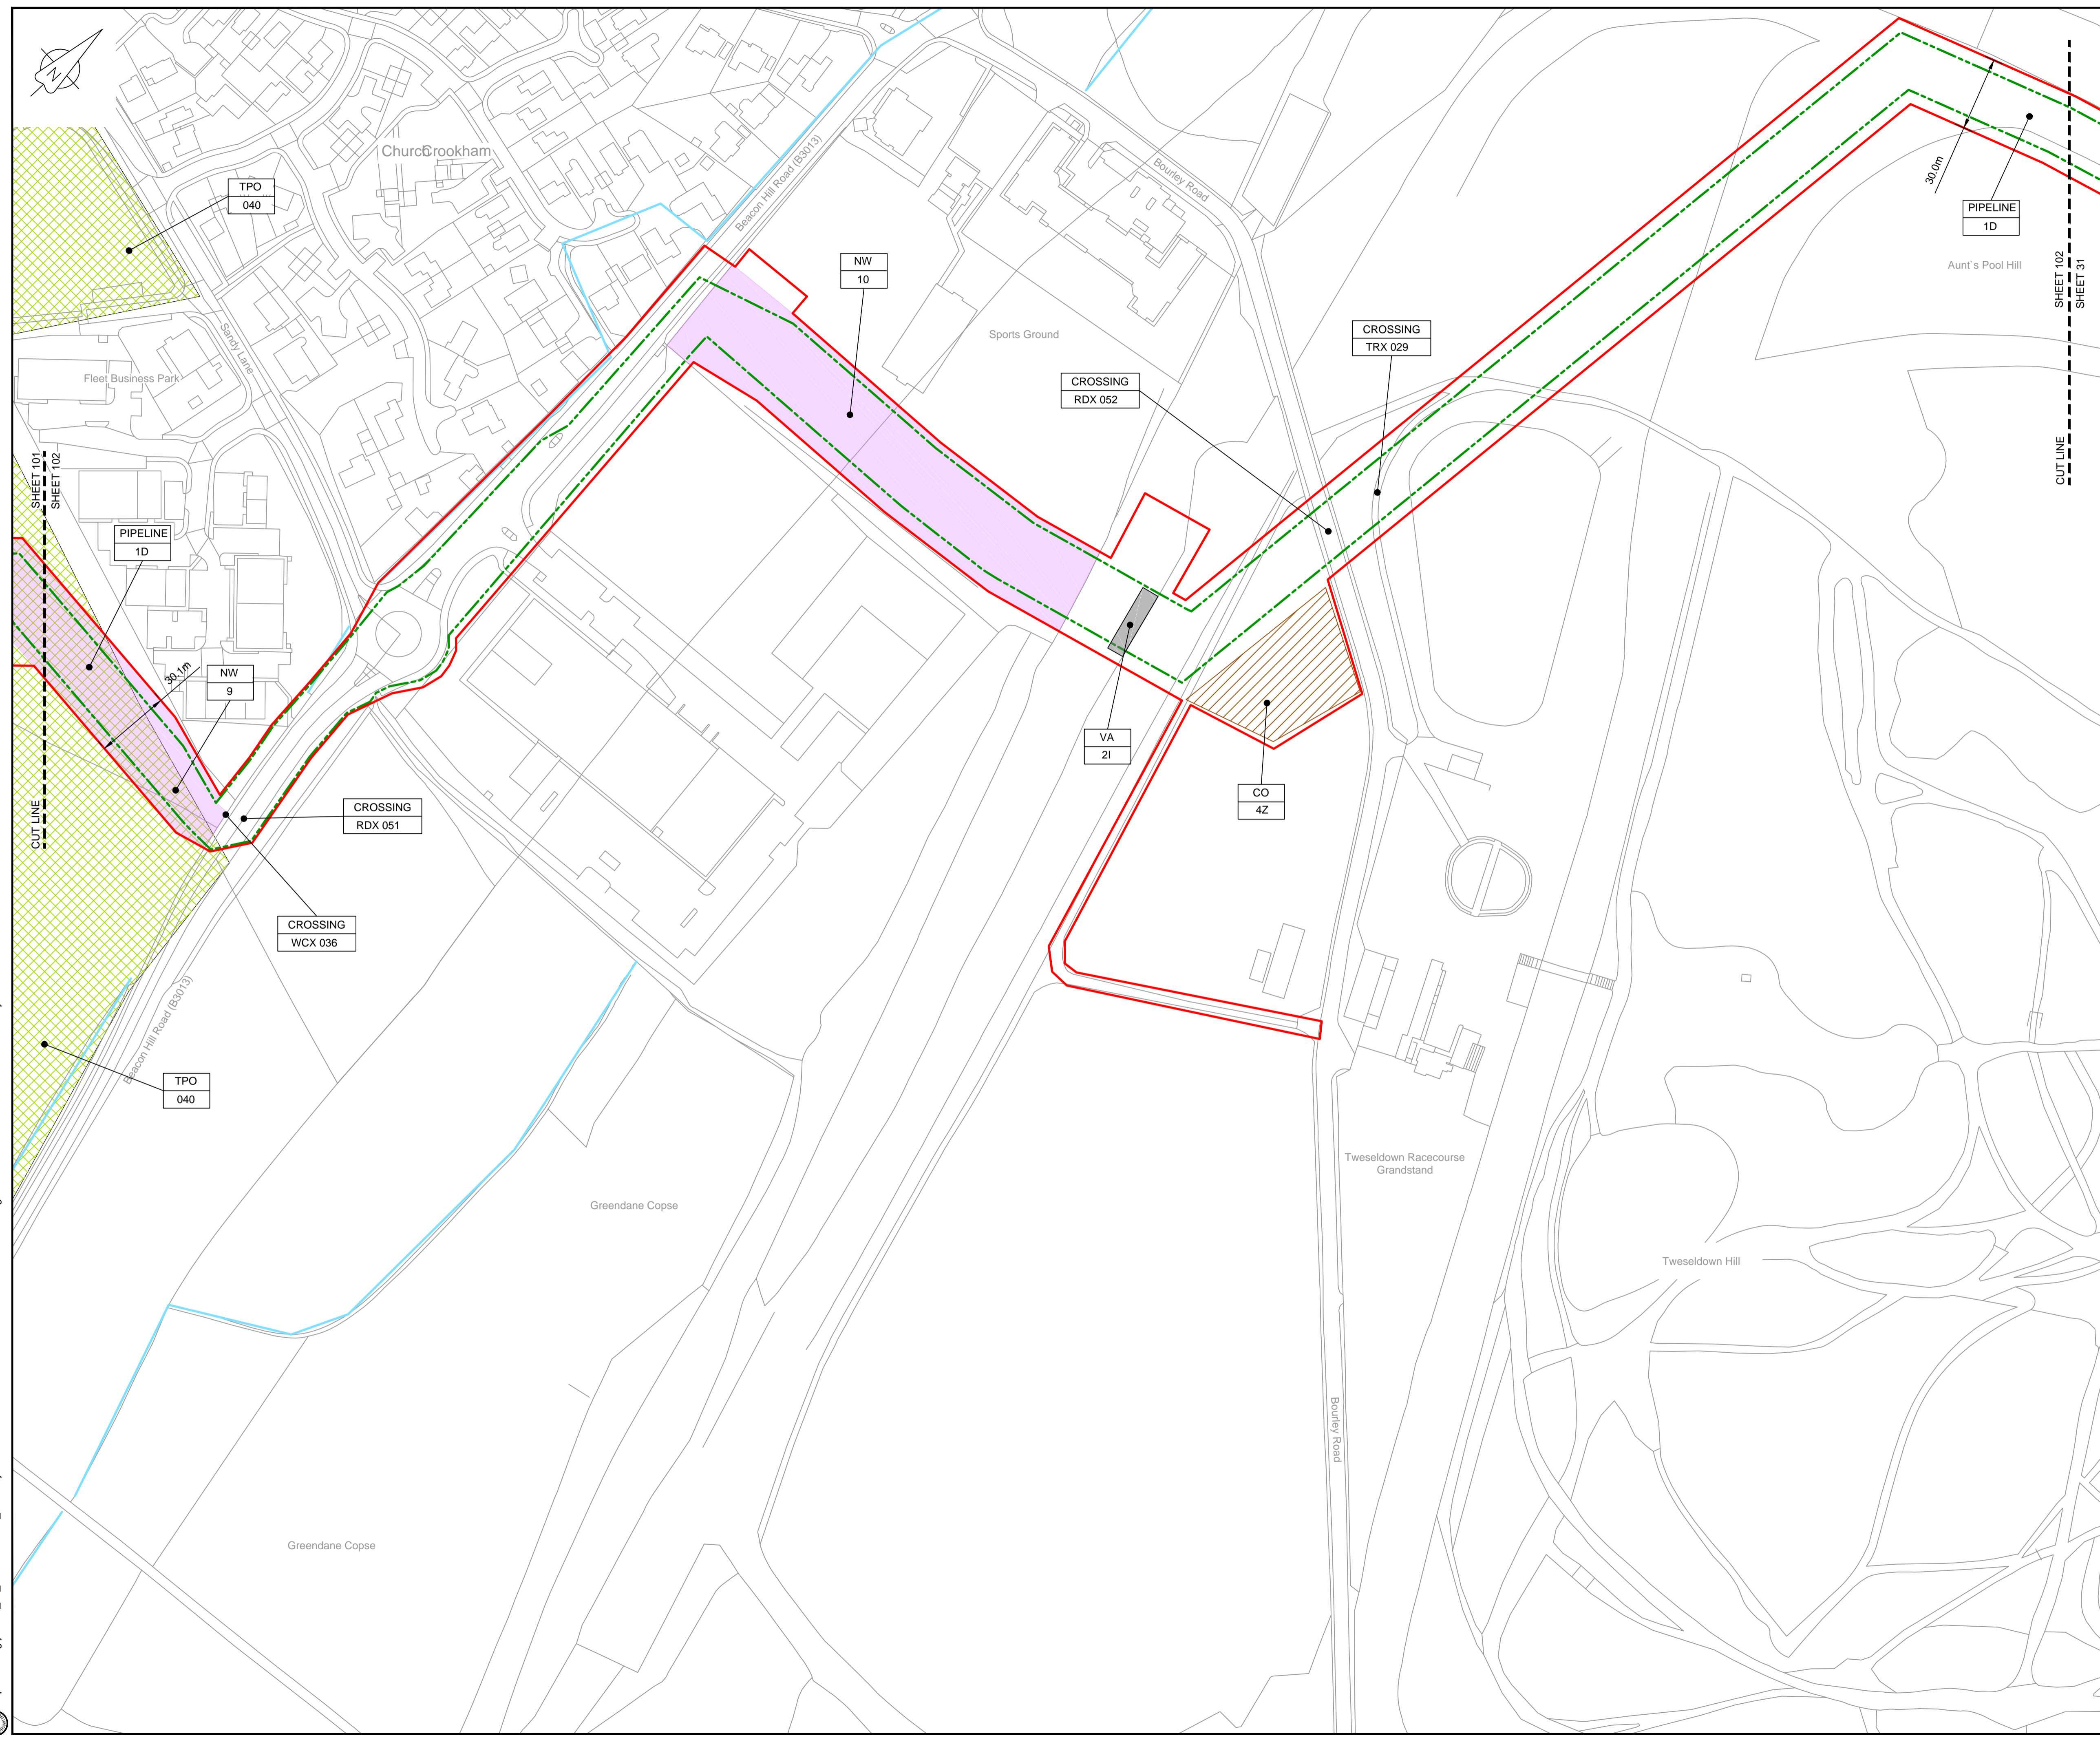 N
Church Crookham
TPO
040
Beacon Hill Road (B3013)
Bourley Road
NW
10
PIPELINE
1D
30.0m
Aunt`s Pool Hill
SHEET 102
SHEET 31
CUT LINE
Sports Ground
CROSSING
TRX 029
CROSSING
RDX 052
Sandy Lane
Fleet Business Park
SHEET 101
SHEET 102
CUT LINE
PIPELINE
1D
30.1m
NW
9
CROSSING
RDX 051
VA
2I
CO
4Z
CROSSING
WCX 036
Beacon Hill Road (B3013)
TPO
040
Tweseldown Racecourse
Grandstand
Greendane Copse
Tweseldown Hill
Bourley Road
Greendane Copse